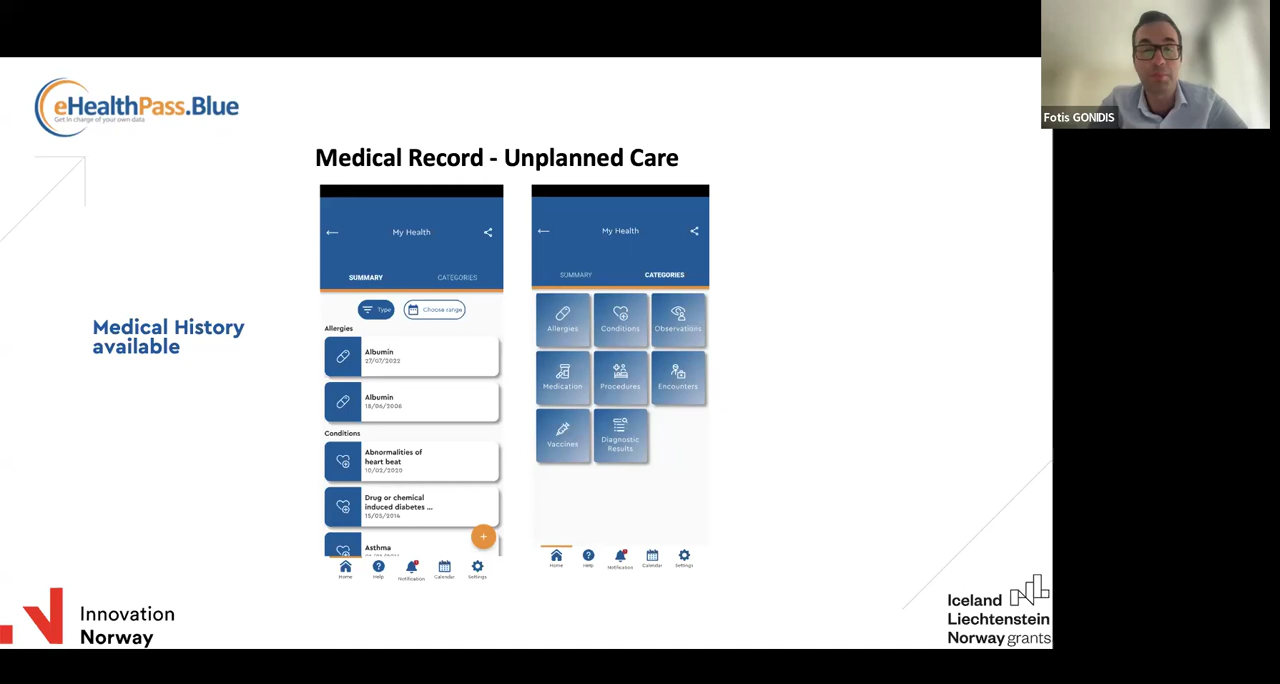 Fotis GONIDIS
eHealthPass.Blue
Get in charge of your own data
Medical Record - Unplanned Care
Medical History
available
My Health
SUMMARY CATEGORIES
Type Choose range
Allergies
Albumin
27/07/2022
Albumin
18/06/2006
Conditions
Abnormalities of
heart beat
10/02/2020
Drug or chemical
induced diabetes ...
15/05/2014
Asthma
+
Home Help Notification Calendar Settings
My Health
SUMMARY CATEGORIES
Allergies Conditions Observations
Medication Procedures Encounters
Vaccines Diagnostic
Results
Home Help Notification Calendar Settings
Innovation
Norway
Iceland
Liechtenstein
Norway grants